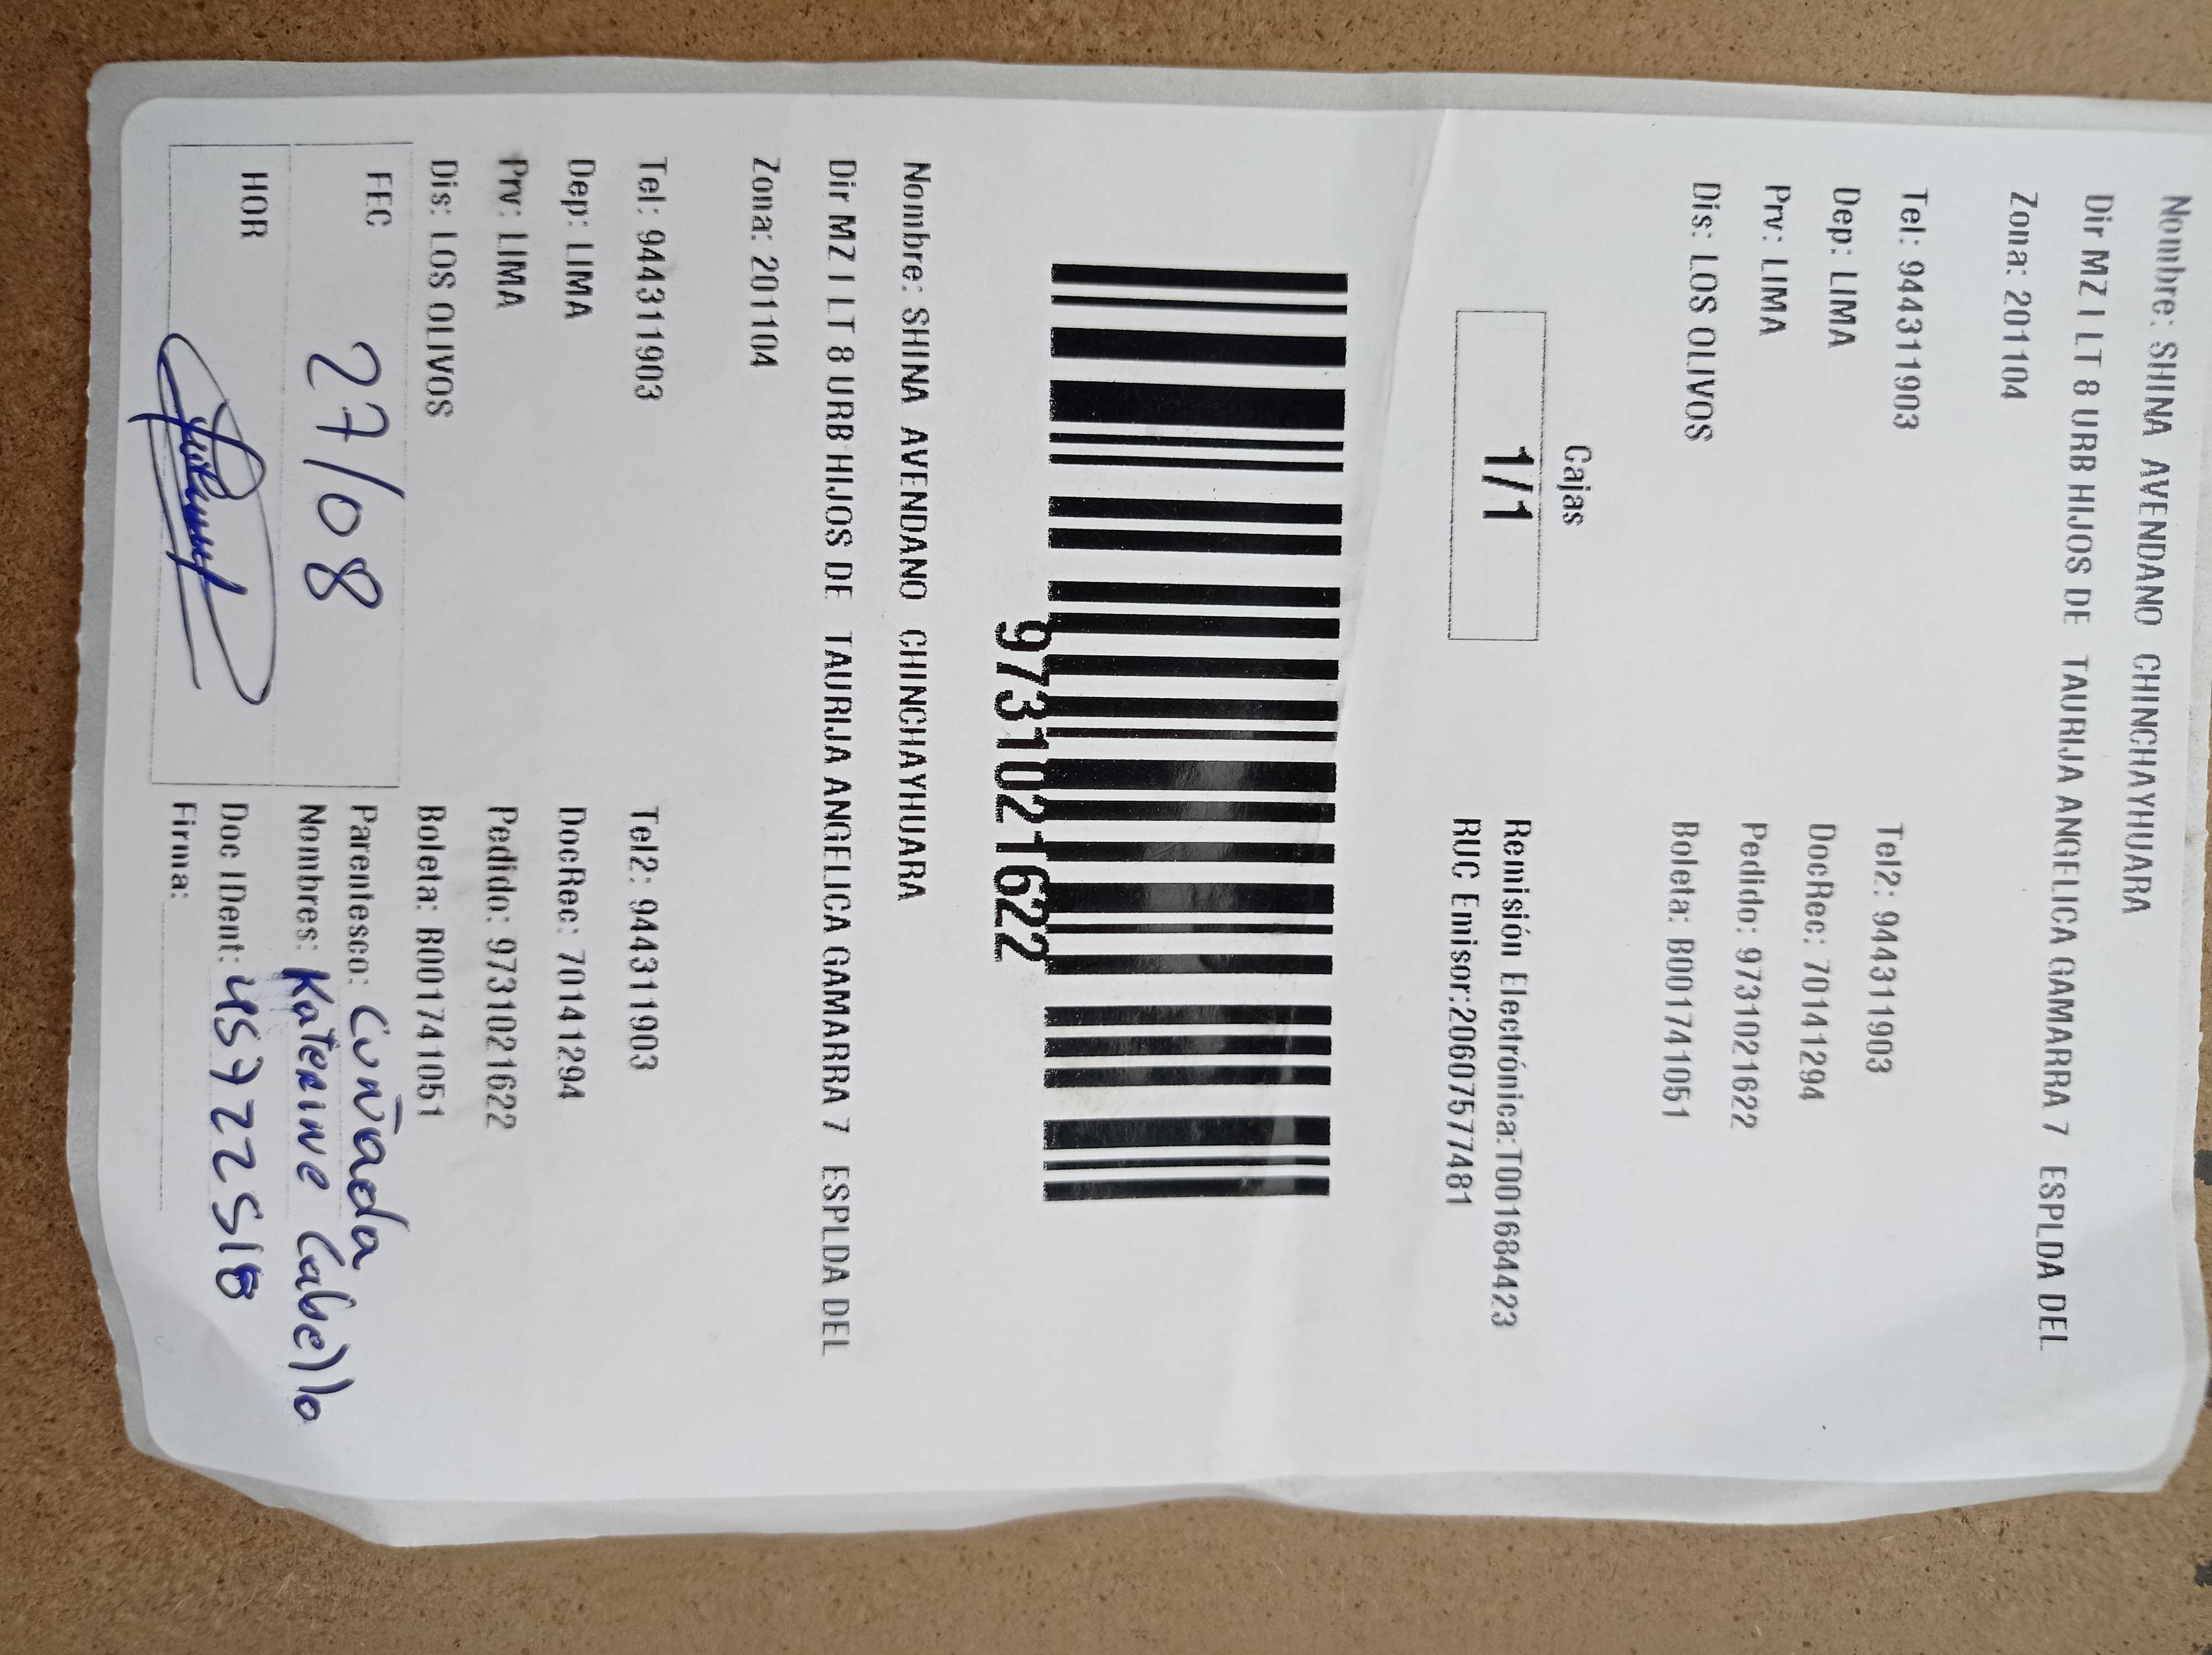 Nombre: SHINA AVENDANO CHINCHAYHUARA
Dir MZ I LT 8 URB HIJOS DE TAURIJA ANGELICA GAMARRA 7 ESPLDA DEL
Zona: 201104
Tel: 944311903 Tel2: 944311903
Dep: LIMA DocRec: 70141294
Prv: LIMA Pedido: 9731021622
Dis: LOS OLIVOS Boleta: B001741051
Cajas
1/1
Remisión Electrónica:T001684423
RUC Emisor:20607577481
9731021622
Nombre: SHINA AVENDANO CHINCHAYHUARA
Dir MZ I LT 8 URB HIJOS DE TAURIJA ANGELICA GAMARRA 7 ESPLDA DEL
Zona: 201104
Tel: 944311903 Tel2: 944311903
Dep: LIMA DocRec: 70141294
Prv: LIMA Pedido: 9731021622
Dis: LOS OLIVOS Boleta: B001741051
FEC 27/08
HOR
Parentesco: Cuñada
Nombres: Katerine Cabello
Doc IDent: 45722518
Firma: